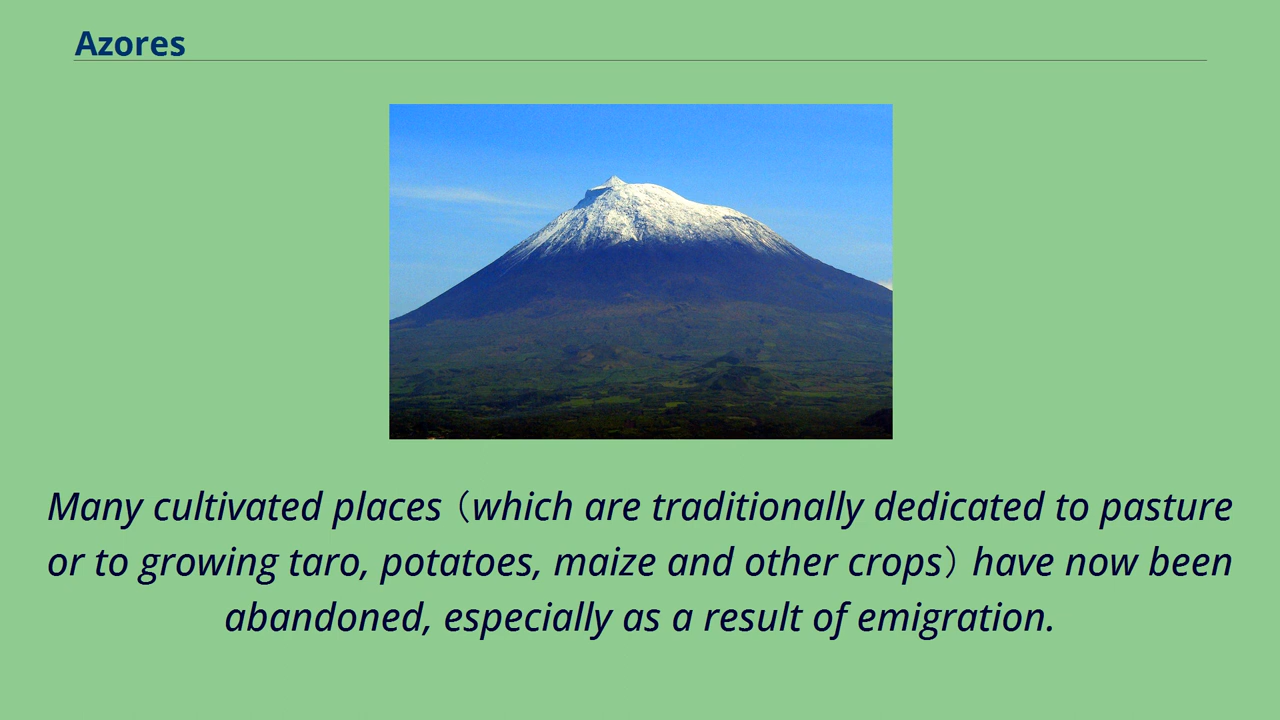 Azores
Many cultivated places (which are traditionally dedicated to pasture
or to growing taro, potatoes, maize and other crops) have now been
abandoned, especially as a result of emigration.